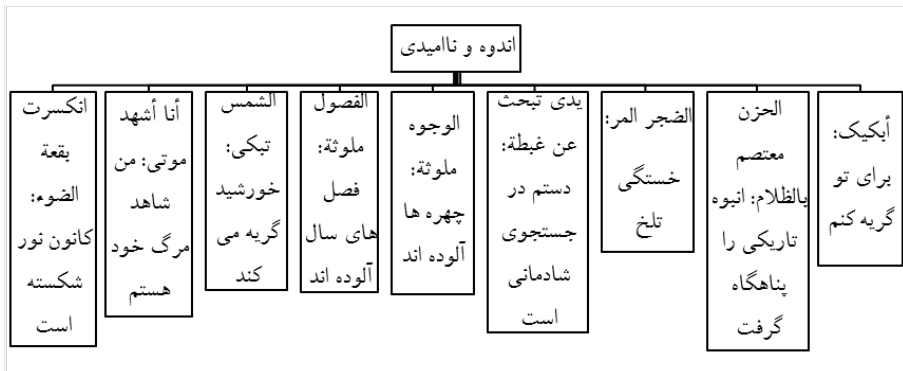 اندوه و ناامیدی
أبکیک:
برای تو
گریه کنم
الحزن
معتصم
بالظلام: انبوه
تاریکی را
پناهگاه
گرفت
الضجر المر:
خستگی
تلخ
یدی تبحث
عن غبطة:
دستم در
جستجوی
شادمانی
است
الوجوه
ملوثة:
چهره ها
آلوده اند
الفصول
ملوثة:
فصل
های سال
آلوده اند
الشمس
تبکی:
خورشید
گریه می
کند
أنا أشهد
موتی: من
شاهد
مرگ خود
هستم
انکسرت
بقعة
الضوء:
کانون نور
شکسته
است